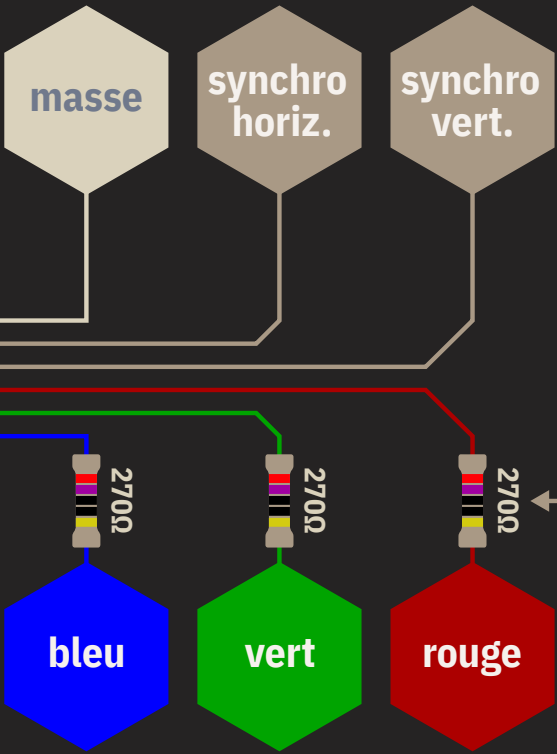 masse
synchro
horiz.
synchro
vert.
270Ω
270Ω
270Ω
bleu
vert
rouge